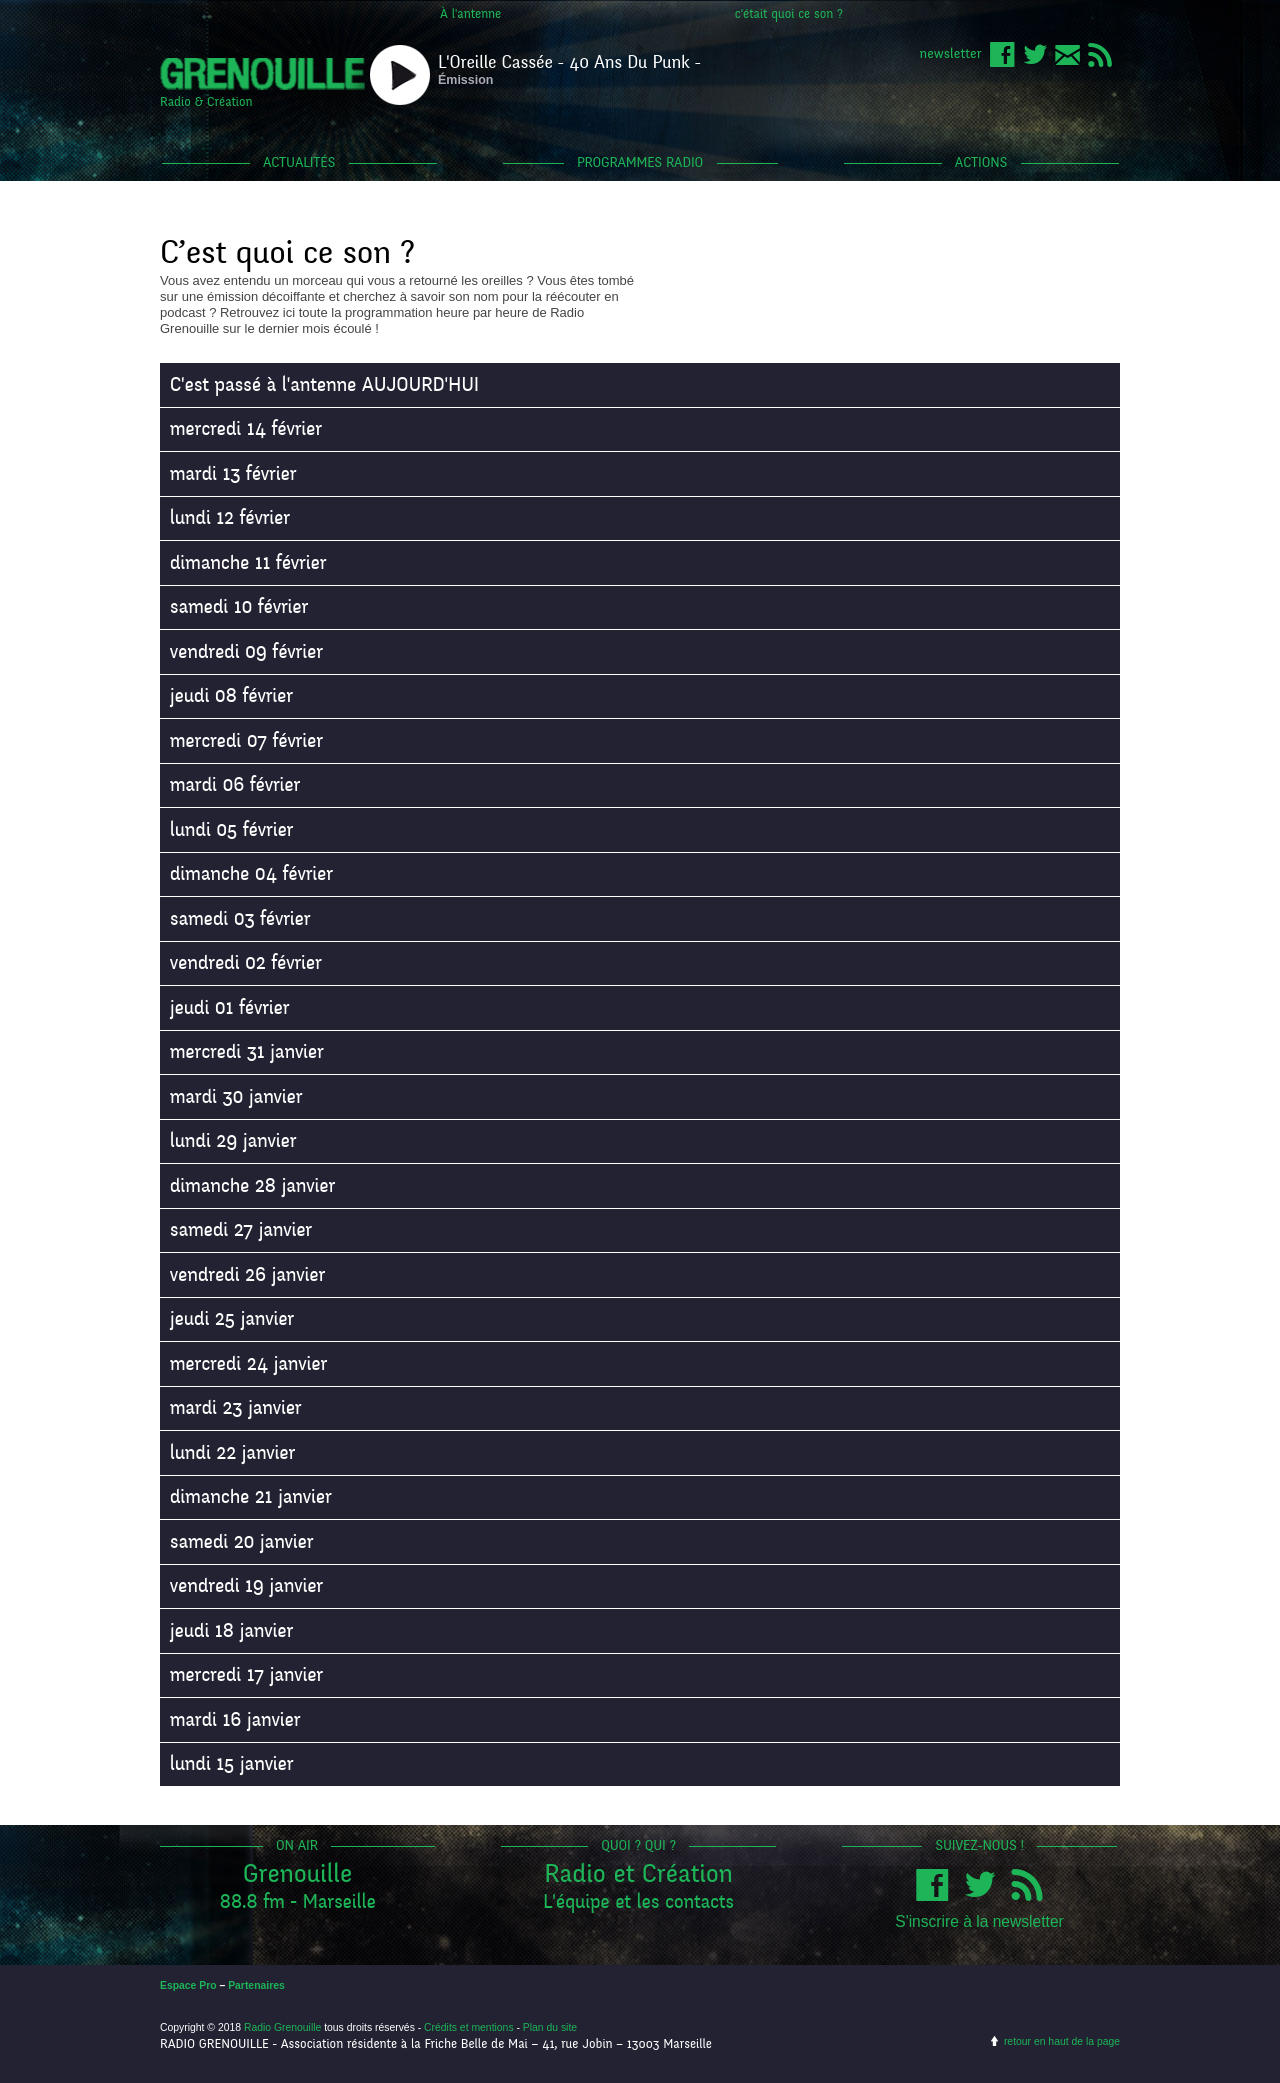 À l'antenne
c'était quoi ce son ?
GRENOUILLE
Radio & Création
L'Oreille Cassée - 40 Ans Du Punk -
Émission
newsletter
ACTUALITÉS
PROGRAMMES RADIO
ACTIONS
C’est quoi ce son ?
Vous avez entendu un morceau qui vous a retourné les oreilles ? Vous êtes tombé
sur une émission décoiffante et cherchez à savoir son nom pour la réécouter en
podcast ? Retrouvez ici toute la programmation heure par heure de Radio
Grenouille sur le dernier mois écoulé !
C'est passé à l'antenne AUJOURD'HUI
mercredi 14 février
mardi 13 février
lundi 12 février
dimanche 11 février
samedi 10 février
vendredi 09 février
jeudi 08 février
mercredi 07 février
mardi 06 février
lundi 05 février
dimanche 04 février
samedi 03 février
vendredi 02 février
jeudi 01 février
mercredi 31 janvier
mardi 30 janvier
lundi 29 janvier
dimanche 28 janvier
samedi 27 janvier
vendredi 26 janvier
jeudi 25 janvier
mercredi 24 janvier
mardi 23 janvier
lundi 22 janvier
dimanche 21 janvier
samedi 20 janvier
vendredi 19 janvier
jeudi 18 janvier
mercredi 17 janvier
mardi 16 janvier
lundi 15 janvier
ON AIR
Grenouille
88.8 fm - Marseille
QUOI ? QUI ?
Radio et Création
L'équipe et les contacts
SUIVEZ-NOUS !
S'inscrire à la newsletter
Espace Pro – Partenaires
Copyright © 2018 Radio Grenouille tous droits réservés - Crédits et mentions - Plan du site
RADIO GRENOUILLE - Association résidente à la Friche Belle de Mai – 41, rue Jobin – 13003 Marseille
retour en haut de la page